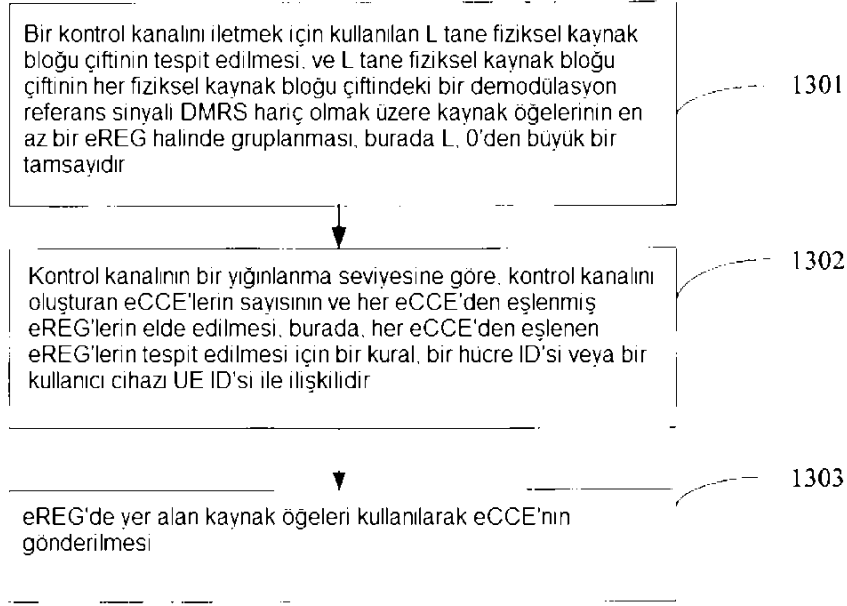 Bir kontrol kanalını iletmek için kullanılan L tane fiziksel kaynak
bloğu çiftinin tespit edilmesi, ve L tane fiziksel kaynak bloğu
çiftinin her fiziksel kaynak bloğu çiftindeki bir demodülasyon
referans sinyali DMRS hariç olmak üzere kaynak öğelerinin en
az bir eREG halinde gruplanması, burada L, 0'den büyük bir
tamsayıdır
1301
Kontrol kanalının bir yığınlanma seviyesine göre, kontrol kanalını
oluşturan eCCE'lerin sayısının ve her eCCE'den eşlenmiş
eREG'lerin elde edilmesi, burada, her eCCE'den eşlenen
eREG'lerin tespit edilmesi için bir kural, bir hücre ID'si veya bir
kullanıcı cihazı UE ID'si ile ilişkilidir
1302
eREG'de yer alan kaynak öğeleri kullanılarak eCCE'nın
gönderilmesi
1303